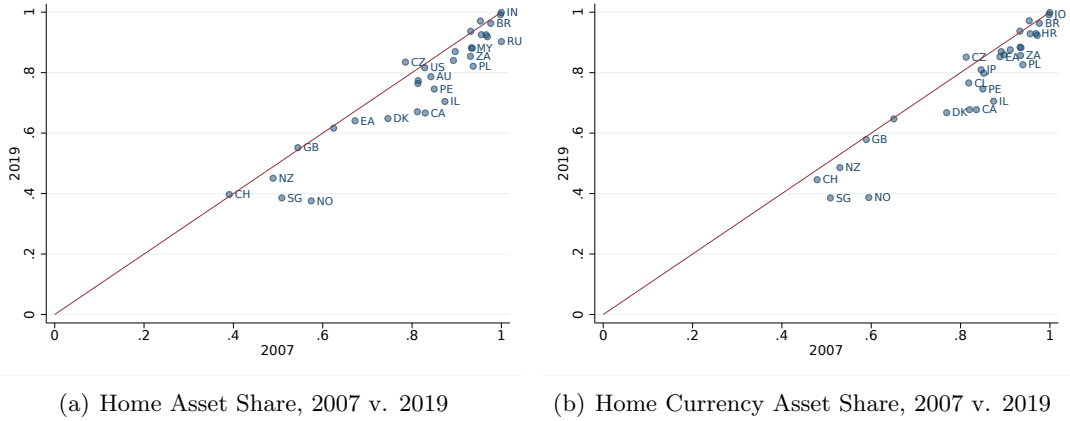 1
.8
.6
.4
.2
0
2019
0
.2
.4
.6
.8
1
2007
IN
BR
RU
MY
ZA
PL
CZ
US
AU
PE
IL
CA
DK
EA
GB
NZ
SG
NO
CH
1
.8
.6
.4
.2
0
2019
0
.2
.4
.6
.8
1
2007
JO
BR
HR
CZ
EA
ZA
PL
JP
CL
PE
IL
DK
CA
GB
NZ
CH
SG
NO
(a) Home Asset Share, 2007 v. 2019
(b) Home Currency Asset Share, 2007 v. 2019